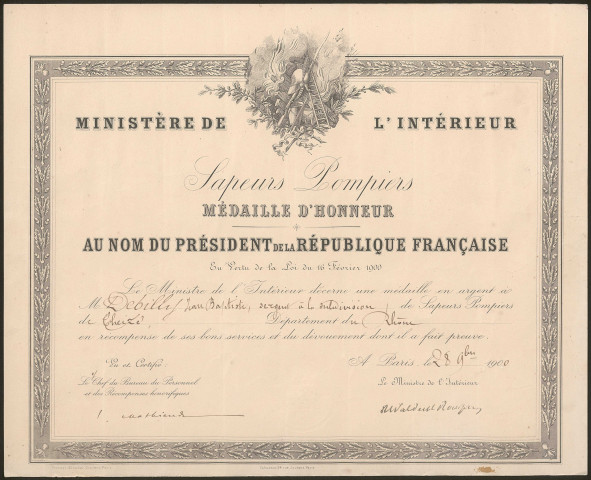 MINISTÈRE DE L'INTÉRIEUR
Sapeurs Pompiers
MÉDAILLE D'HONNEUR
AU NOM DU PRÉSIDENT DE LA RÉPUBLIQUE FRANÇAISE
En Vertu de la Loi du 16 Février 1900
Le Ministre de l'Intérieur décerne une médaille en argent à
M Debilly Jean Baptiste, sergent à la subdivision de Sapeurs Pompiers
de Département du Rhône
en récompense de ses bons services et du dévouement dont il a fait preuve.
Vu et Certifié: A Paris, le 28 9bre 1900
Le Chef du Bureau du Personnel Le Ministre de l'Intérieur
et des Récompenses honorifiques
Waldeck Rousseau